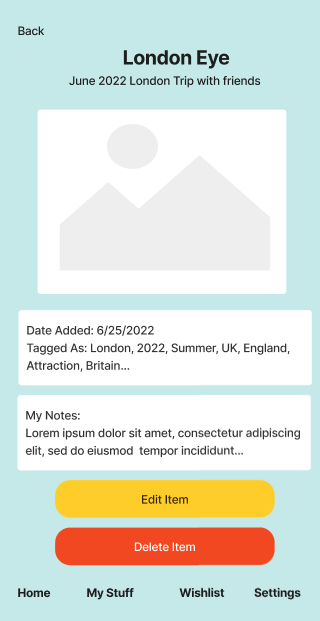 Back
London Eye
June 2022 London Trip with friends
Date Added: 6/25/2022
Tagged As: London, 2022, Summer, UK, England,
Attraction, Britain...
My Notes:
Lorem ipsum dolor sit amet, consectetur adipiscing
elit, sed do eiusmod  tempor incididunt...
Edit Item
Delete Item
Home My Stuff Wishlist Settings